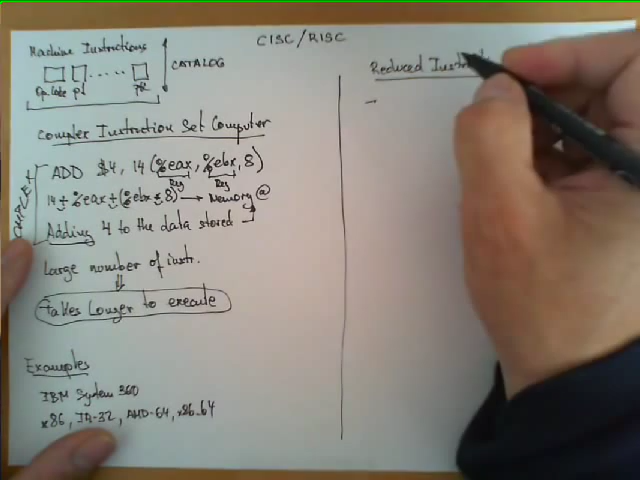 CISC/RISC
Machine Instructions
CATALOG
Op.code P1 Pk
Complex Instruction Set Computer
COMPLEX
ADD $4, 14(%eax, %ebx, 8)
Reg Reg
14 + %eax + (%ebx * 8) → Memory @
Adding 4 to the data stored
Large number of instr.
takes Longer to execute
Examples
IBM System 360
x86, IA-32, AMD-64, x86-64
Reduced